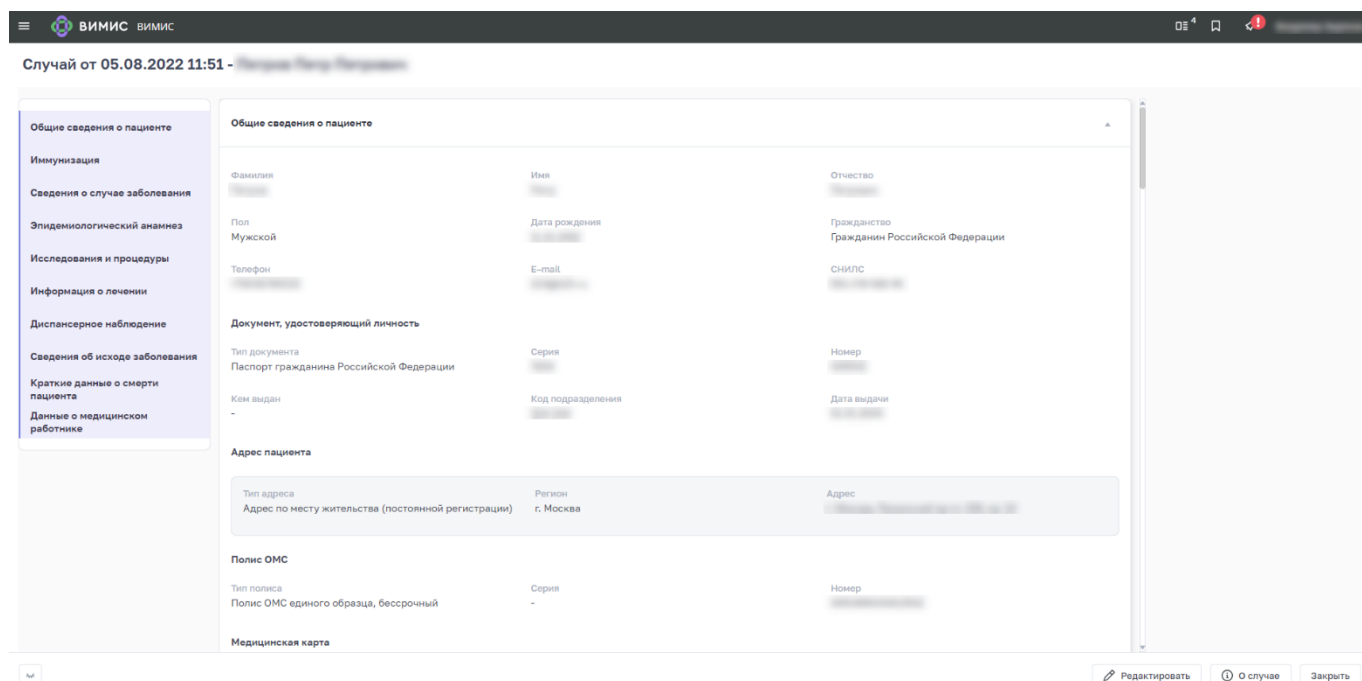 ВИМИС ВИМИС
4
Случай от 05.08.2022 11:51 -
Общие сведения о пациенте
Иммунизация
Сведения о случае заболевания
Эпидемиологический анамнез
Исследования и процедуры
Информация о лечении
Диспансерное наблюдение
Сведения об исходе заболевания
Краткие данные о смерти
пациента
Данные о медицинском
работнике
Общие сведения о пациенте
Фамилия Имя Отчество
Пол Дата рождения Гражданство
Мужской Гражданин Российской Федерации
Телефон E-mail СНИЛС
Документ, удостоверяющий личность
Тип документа Серия Номер
Паспорт гражданина Российской Федерации
Кем выдан Код подразделения Дата выдачи
-
Адрес пациента
Тип адреса Регион Адрес
Адрес по месту жительства (постоянной регистрации) г. Москва
Полис ОМС
Тип полиса Серия Номер
Полис ОМС единого образца, бессрочный -
Медицинская карта
Редактировать О случае Закрыть